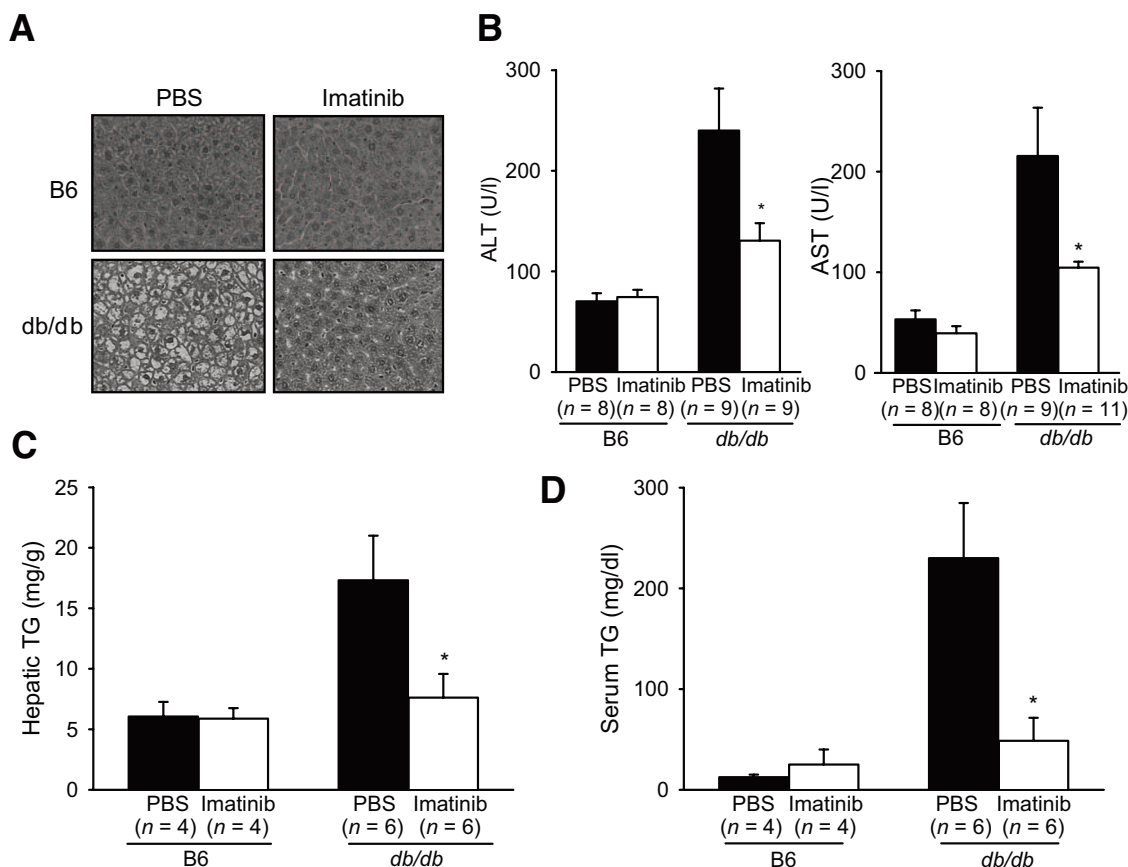 A
PBS Imatinib
B6
db/db
B
300
200
100
0
ALT (U/l)
*
PBS Imatinib PBS Imatinib
(n = 8)(n = 8) (n = 9)(n = 9)
B6 db/db
300
200
100
0
AST (U/l)
*
PBS Imatinib PBS Imatinib
(n = 8)(n = 8) (n = 9)(n = 11)
B6 db/db
C
25
20
15
10
5
0
Hepatic TG (mg/g)
*
PBS Imatinib PBS Imatinib
(n = 4) (n = 4) (n = 6) (n = 6)
B6 db/db
D
300
200
100
0
Serum TG (mg/dl)
*
PBS Imatinib PBS Imatinib
(n = 4) (n = 4) (n = 6) (n = 6)
B6 db/db